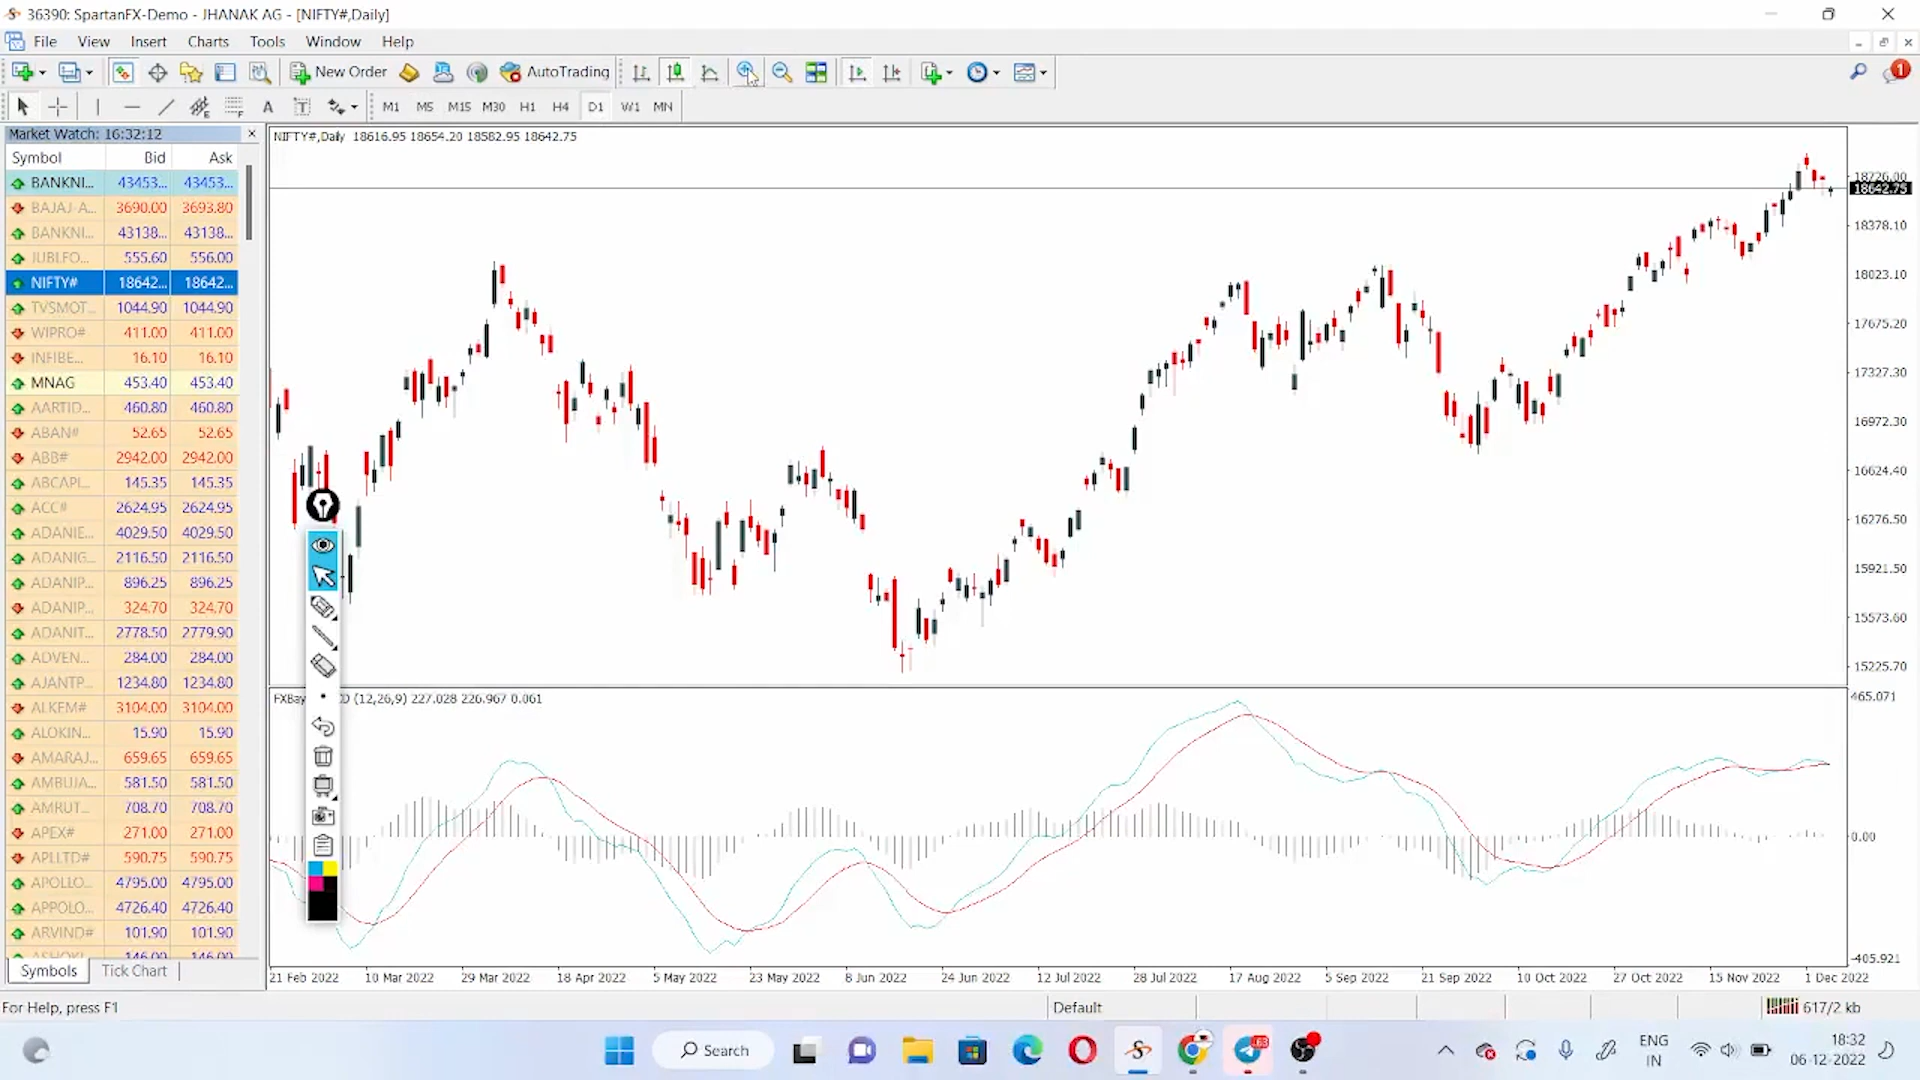 36390: SpartanFX-Demo - JHANAK AG - [NIFTY#,Daily]
File View Insert Charts Tools Window Help
New Order AutoTrading
1
A T M1 M5 M15 M30 H1 H4 D1 W1 MN
Market Watch: 16:32:12
Symbol Bid Ask
BANKNI... 43453... 43453...
BAJAJ-A... 3690.00 3693.80
BANKNI... 43138... 43138...
JUBLFO... 555.60 556.00
NIFTY# 18642... 18642...
TVSMOT... 1044.90 1044.90
WIPRO# 411.00 411.00
INFIBE... 16.10 16.10
MNAG 453.40 453.40
AARTID... 460.80 460.80
ABAN# 52.65 52.65
ABB# 2942.00 2942.00
ABCAPI... 145.35 145.35
ACC# 2624.95 2624.95
ADANIE... 4029.50 4029.50
ADANIG... 2116.50 2116.50
ADANIP... 896.25 896.25
ADANIP... 324.70 324.70
ADANIT... 2778.50 2779.90
ADVEN... 284.00 284.00
AJANTP... 1234.80 1234.80
ALKEM# 3104.00 3104.00
ALOKIN... 15.90 15.90
AMARAJ... 659.65 659.65
AMBUJA... 581.50 581.50
AMRUT... 708.70 708.70
APEX# 271.00 271.00
APLLTD# 590.75 590.75
APOLLO... 4795.00 4795.00
APPOLO... 4726.40 4726.40
ARVIND# 101.90 101.90
Symbols Tick Chart
NIFTY#,Daily 18616.95 18654.20 18582.95 18642.75
18726.00
18642.75
18378.10
18023.10
17675.20
17327.30
16972.30
16624.40
16276.50
15921.50
15573.60
15225.70
(12,26,9) 227.028 226.967 0.061
465.071
0.00
-405.921
21 Feb 2022 10 Mar 2022 29 Mar 2022 18 Apr 2022 5 May 2022 23 May 2022 8 Jun 2022 24 Jun 2022 12 Jul 2022 28 Jul 2022 17 Aug 2022 5 Sep 2022 21 Sep 2022 10 Oct 2022 27 Oct 2022 15 Nov 2022 1 Dec 2022
For Help, press F1 Default 617/2 kb
Search
ENG
IN
18:32
06-12-2022